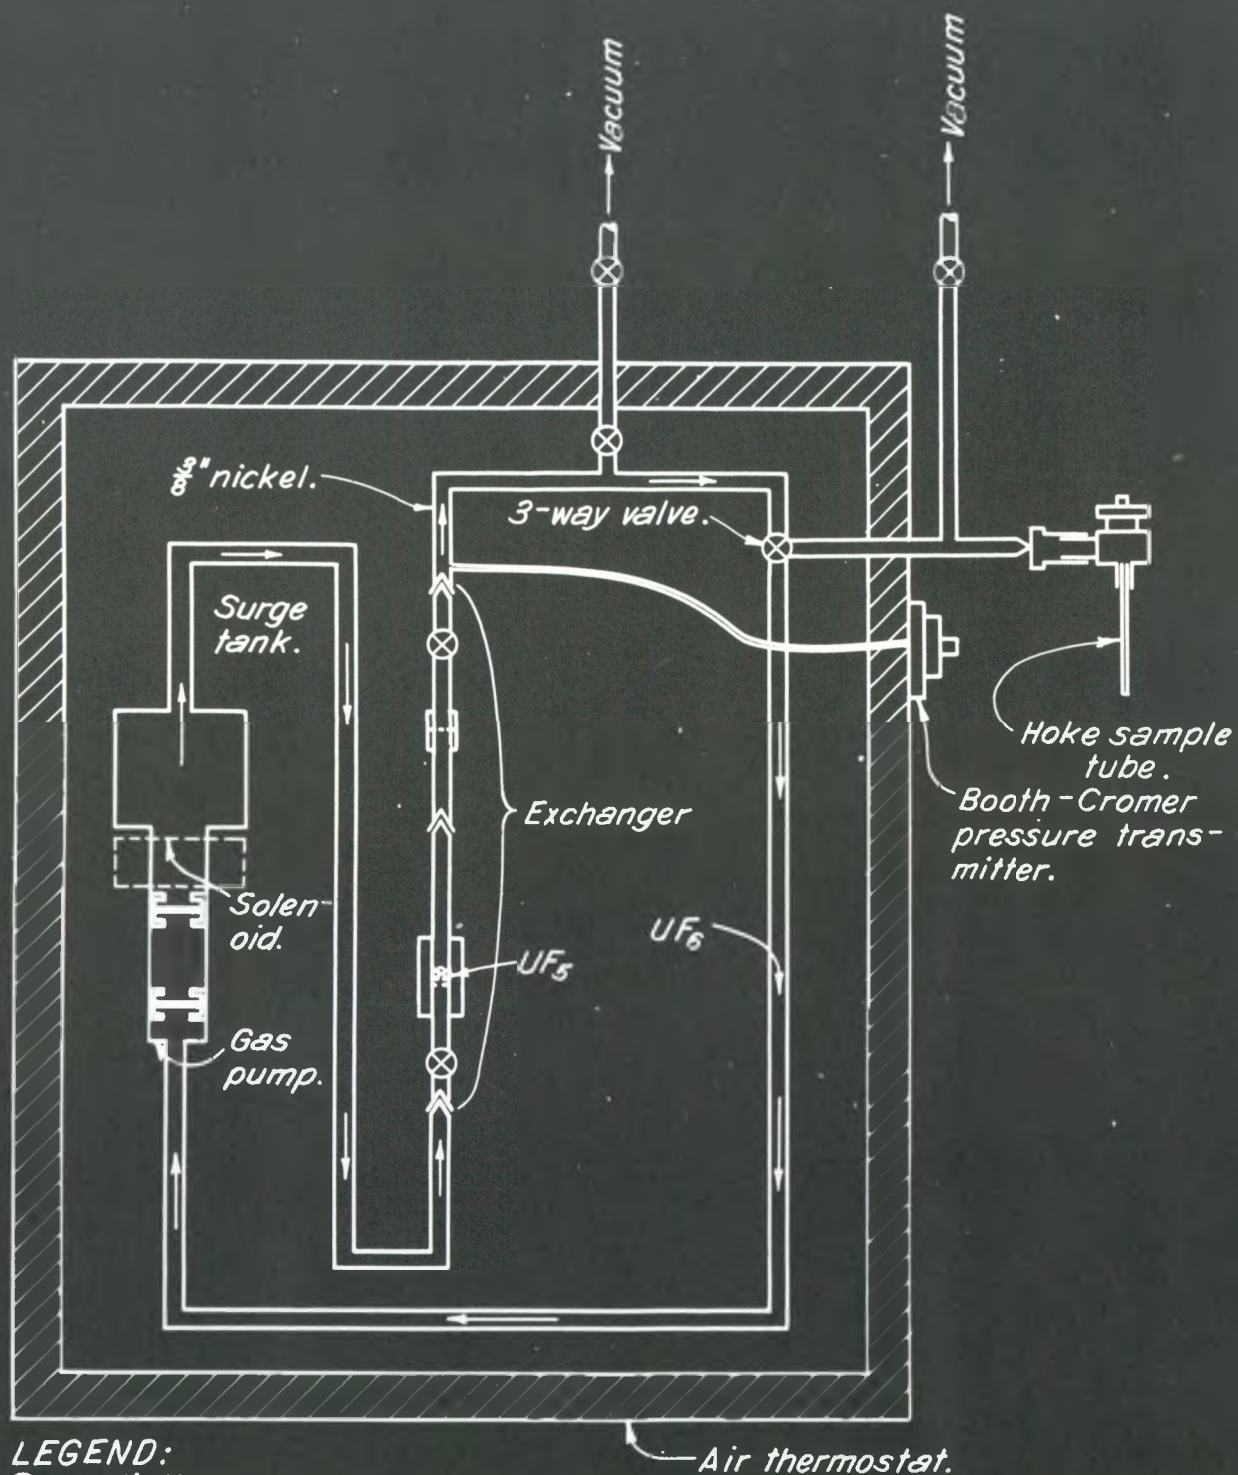 Vacuum
Vacuum
3/8" nickel.
3-way valve.
Surge
tank.
Hoke sample
tube.
Booth-Cromer
pressure trans-
mitter.
Exchanger
Solen-
oid.
UF₆
UF₅
Gas
pump.
LEGEND:
Air thermostat.